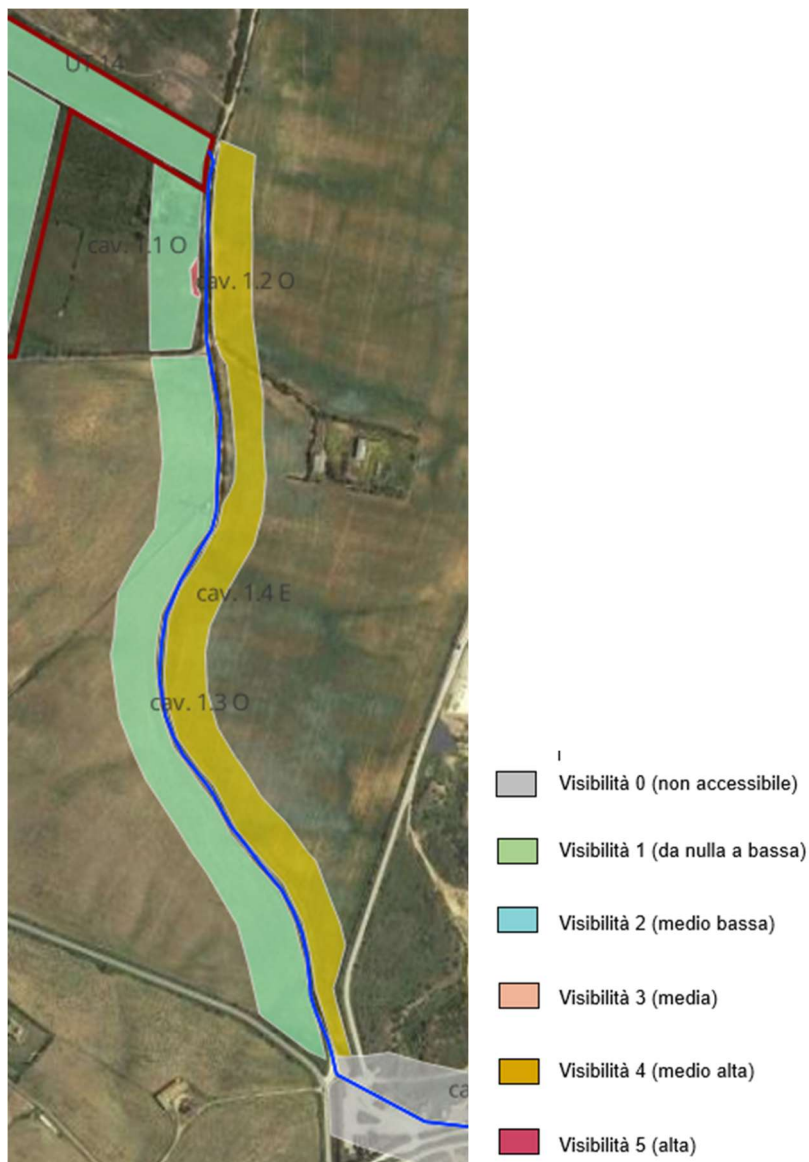 UT 14
cav. 1.1 O
cav. 1.2 O
cav. 1.4 E
cav. 1.3 O
ca
Visibilità 0 (non accessibile)
Visibilità 1 (da nulla a bassa)
Visibilità 2 (medio bassa)
Visibilità 3 (media)
Visibilità 4 (medio alta)
Visibilità 5 (alta)